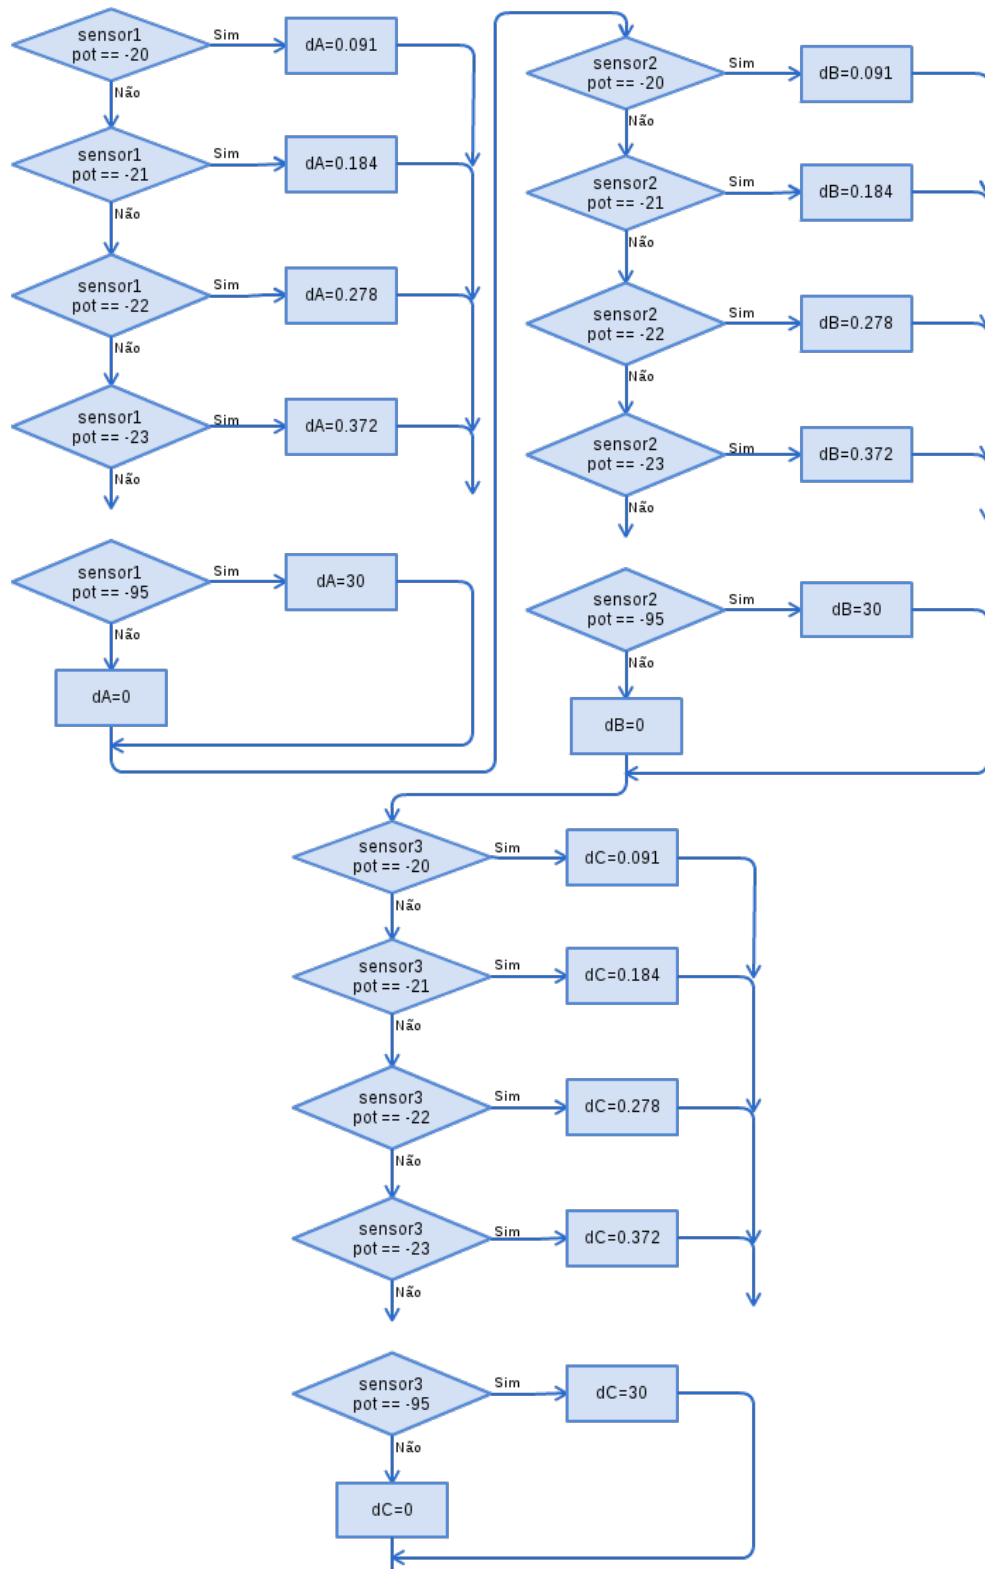 sensor1
pot == -20
Sim
dA=0.091
Não
sensor1
pot == -21
Sim
dA=0.184
Não
sensor1
pot == -22
Sim
dA=0.278
Não
sensor1
pot == -23
Sim
dA=0.372
Não
sensor1
pot == -95
Sim
dA=30
Não
dA=0
sensor2
pot == -20
Sim
dB=0.091
Não
sensor2
pot == -21
Sim
dB=0.184
Não
sensor2
pot == -22
Sim
dB=0.278
Não
sensor2
pot == -23
Sim
dB=0.372
Não
sensor2
pot == -95
Sim
dB=30
Não
dB=0
sensor3
pot == -20
Sim
dC=0.091
Não
sensor3
pot == -21
Sim
dC=0.184
Não
sensor3
pot == -22
Sim
dC=0.278
Não
sensor3
pot == -23
Sim
dC=0.372
Não
sensor3
pot == -95
Sim
dC=30
Não
dC=0